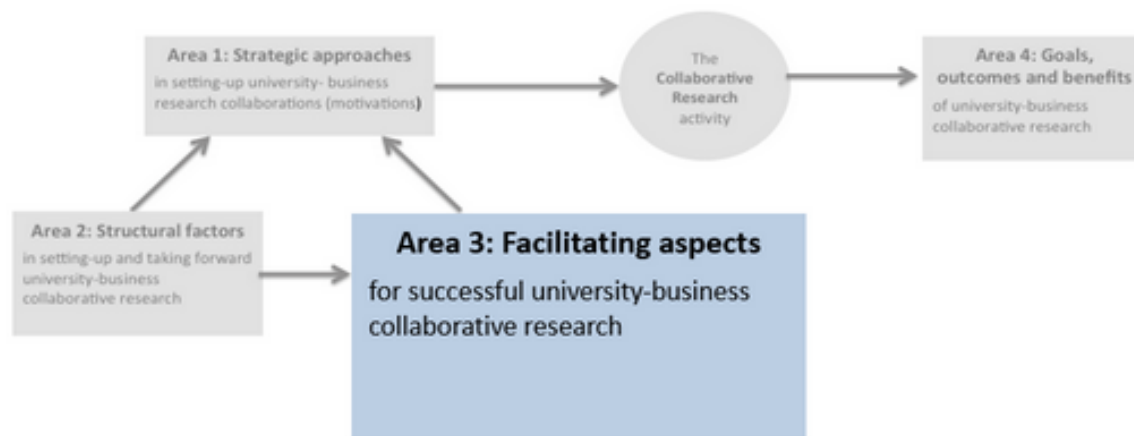 Area 1: Strategic approaches
in setting-up university- business
research collaborations (motivations)
The
Collaborative
Research
activity
Area 4: Goals,
outcomes and benefits
of university-business
collaborative research
Area 2: Structural factors
in setting-up and taking forward
university-business
collaborative research
Area 3: Facilitating aspects
for successful university-business
collaborative research